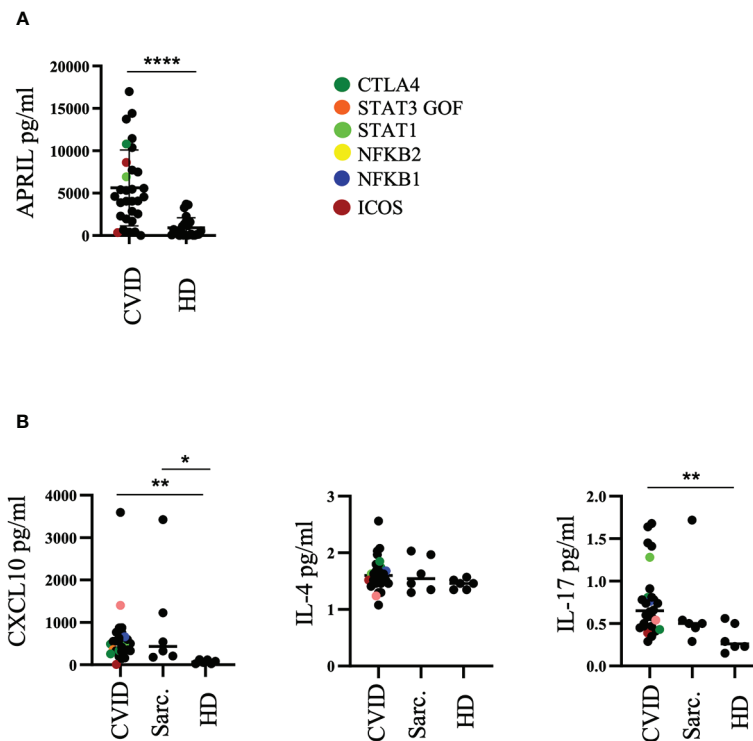 A
****
20000
15000
10000
5000
0
APRIL pg/ml
CVID
HD
CTLA4
STAT3 GOF
STAT1
NFKB2
NFKB1
ICOS
B
*
**
4000
3000
2000
1000
0
CXCL10 pg/ml
CVID
Sarc.
HD
3
2
1
0
IL-4 pg/ml
CVID
Sarc.
HD
**
2.0
1.5
1.0
0.5
0.0
IL-17 pg/ml
CVID
Sarc.
HD